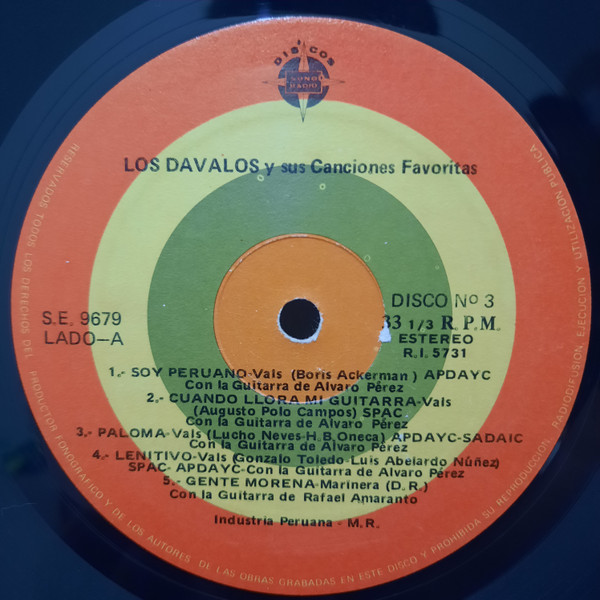 DISCOS
SONO
RADIO
LOS DAVALOS y sus Canciones Favoritas
S.E. 9679
LADO-A
DISCO Nº 3
33 1/3 R.P.M.
ESTEREO
R.I. 5731
1.- SOY PERUANO-Vals (Boris Ackerman) APDAYC
Con la Guitarra de Alvaro Pérez
2.- CUANDO LLORA MI GUITARRA-Vals
(Augusto Polo Campos) SPAC
Con la Guitarra de Alvaro Pérez
3.- PALOMA-Vals (Lucho Neves-H.B.Oneca) APDAYC-SADAIC
Con la Guitarra de Alvaro Pérez
4.- LENITIVO-Vals (Gonzalo Toledo-Luis Abelardo Núñez)
SPAC-APDAYC-Con la Guitarra de Alvaro Pérez
5.- GENTE MORENA-Marinera (D.R.)
Con la Guitarra de Rafael Amaranto
Industria Peruana - M.R.
RESERVADOS TODOS LOS DERECHOS DEL PRODUCTOR FONOGRAFICO Y DE LOS AUTORES DE LAS OBRAS GRABADAS EN ESTE DISCO Y PROHIBIDA SU REPRODUCCION, RADIODIFUSION, EJECUCION Y UTILIZACION PUBLICA